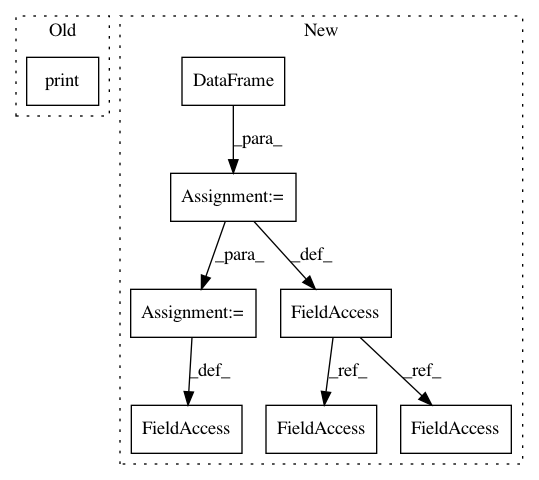 Old
New
print
DataFrame
_para_
Assignment:=
_para_
_def_
Assignment:=
FieldAccess
_def_
_ref_
_ref_
FieldAccess
FieldAccess
FieldAccess